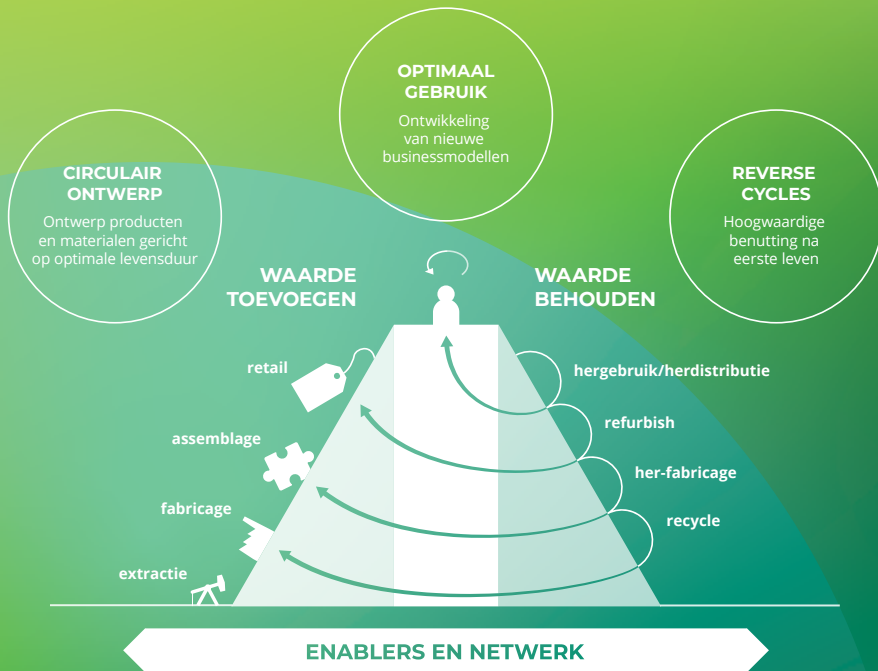 OPTIMAAL
GEBRUIK
Ontwikkeling
van nieuwe
businessmodellen
CIRCULAIR
ONTWERP
Ontwerp producten
en materialen gericht
op optimale levensduur
REVERSE
CYCLES
Hoogwaardige
benutting na
eerste leven
WAARDE
TOEVOEGEN
WAARDE
BEHOUDEN
retail
assemblage
fabricage
extractie
hergebruik/herdistributie
refurbish
her-fabricage
recycle
ENABLERS EN NETWERK